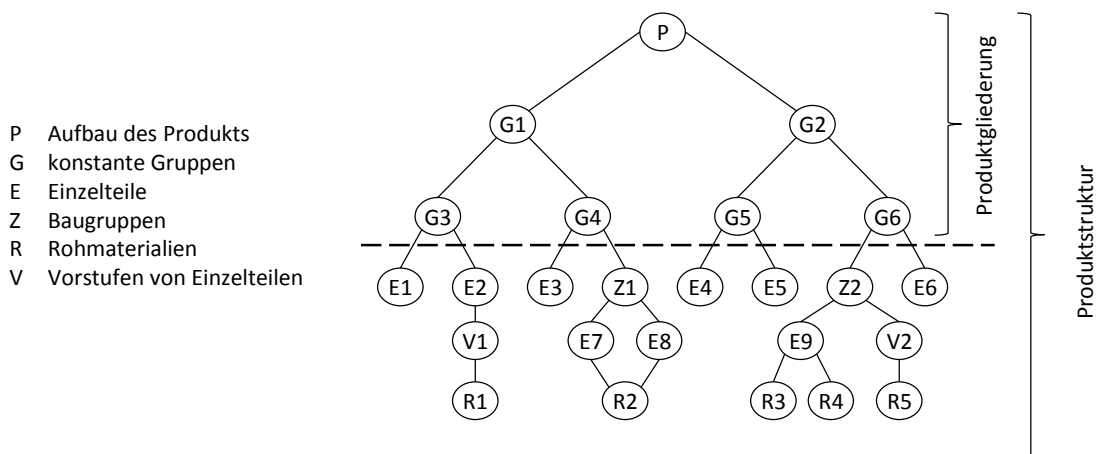 P Aufbau des Produkts
G konstante Gruppen
E Einzelteile
Z Baugruppen
R Rohmaterialien
V Vorstufen von Einzelteilen
P
G1 G2
G3 G4 G5 G6
E1 E2 E3 Z1 E4 E5 Z2 E6
V1 E7 E8 E9 V2
R1 R2 R3 R4 R5
Produktgliederung
Produktstruktur